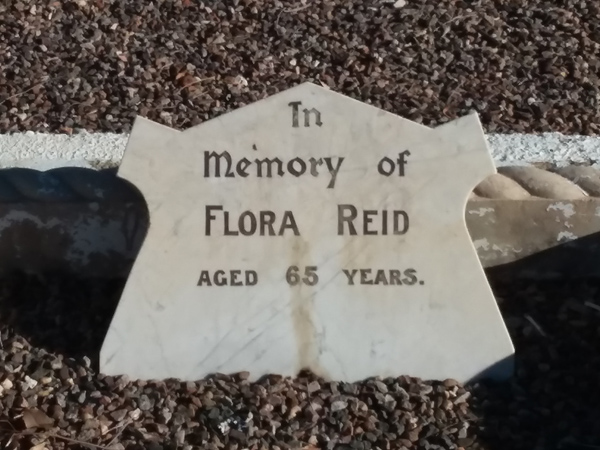 In
Memory of
FLORA REID
AGED 65 YEARS.